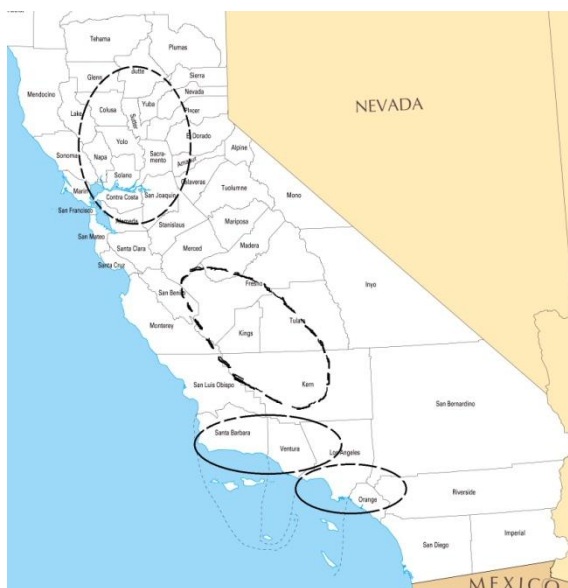 Tehama
Plumas
Glenn
Butte
Sierra
Mendocino
Nevada
Colusa
Yuba
Placer
Lake
Sutter
NEVADA
Yolo
El Dorado
Sonoma
Napa
Sacra-
mento
Alpine
Amador
Solano
Calaveras
Marin
Contra Costa
San Joaquin
Tuolumne
Mono
San Francisco
Alameda
Stanislaus
Mariposa
San Mateo
Santa Clara
Merced
Madera
Santa Cruz
San Benito
Fresno
Inyo
Monterey
Kings
Tulare
San Luis Obispo
Kern
San Bernardino
Santa Barbara
Ventura
Los Angeles
Orange
Riverside
San Diego
Imperial
MEXICO